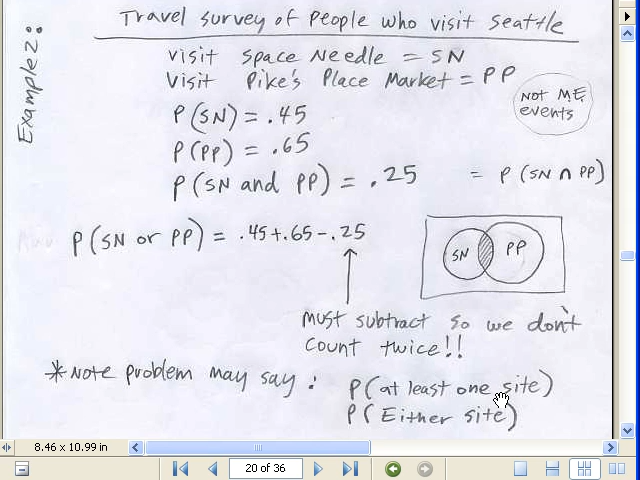 Travel survey of People who visit Seattle
Example 2:
Visit Space Needle = SN
Visit Pike's Place Market = PP
NOT M.E.
events
P(SN) = .45
P(PP) = .65
P(SN and PP) = .25 = P(SN ∩ PP)
P(SN or PP) = .45+.65-.25
SN PP
must subtract so we don't
count twice!!
*Note problem may say: P(at least one site)
P(Either site)
8.46 x 10.99 in
20 of 36